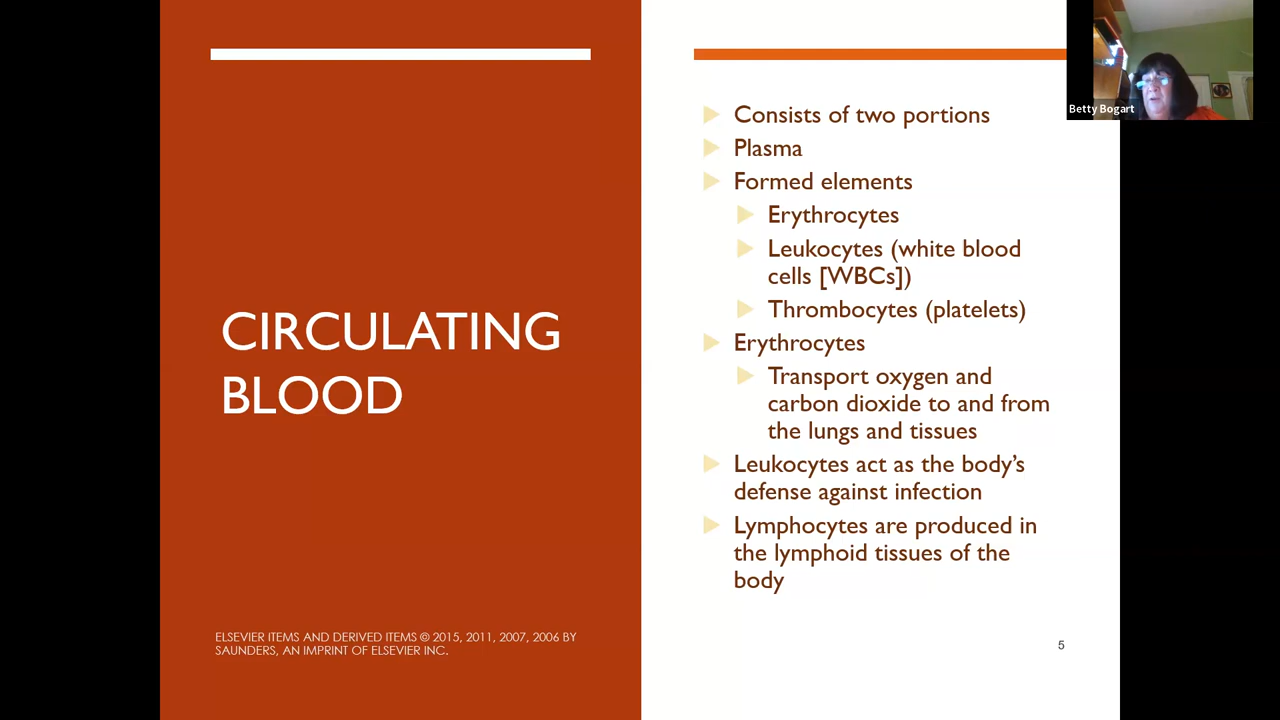 CIRCULATING
BLOOD
ELSEVIER ITEMS AND DERIVED ITEMS © 2015, 2011, 2007, 2006 BY
SAUNDERS, AN IMPRINT OF ELSEVIER INC.
Consists of two portions
Plasma
Formed elements
Erythrocytes
Leukocytes (white blood
cells [WBCs])
Thrombocytes (platelets)
Erythrocytes
Transport oxygen and
carbon dioxide to and from
the lungs and tissues
Leukocytes act as the body’s
defense against infection
Lymphocytes are produced in
the lymphoid tissues of the
body
5
Betty Bogart